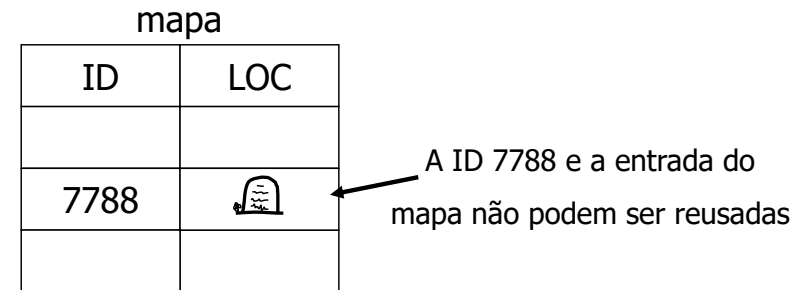 mapa
ID LOC
7788
A ID 7788 e a entrada do
mapa não podem ser reusadas